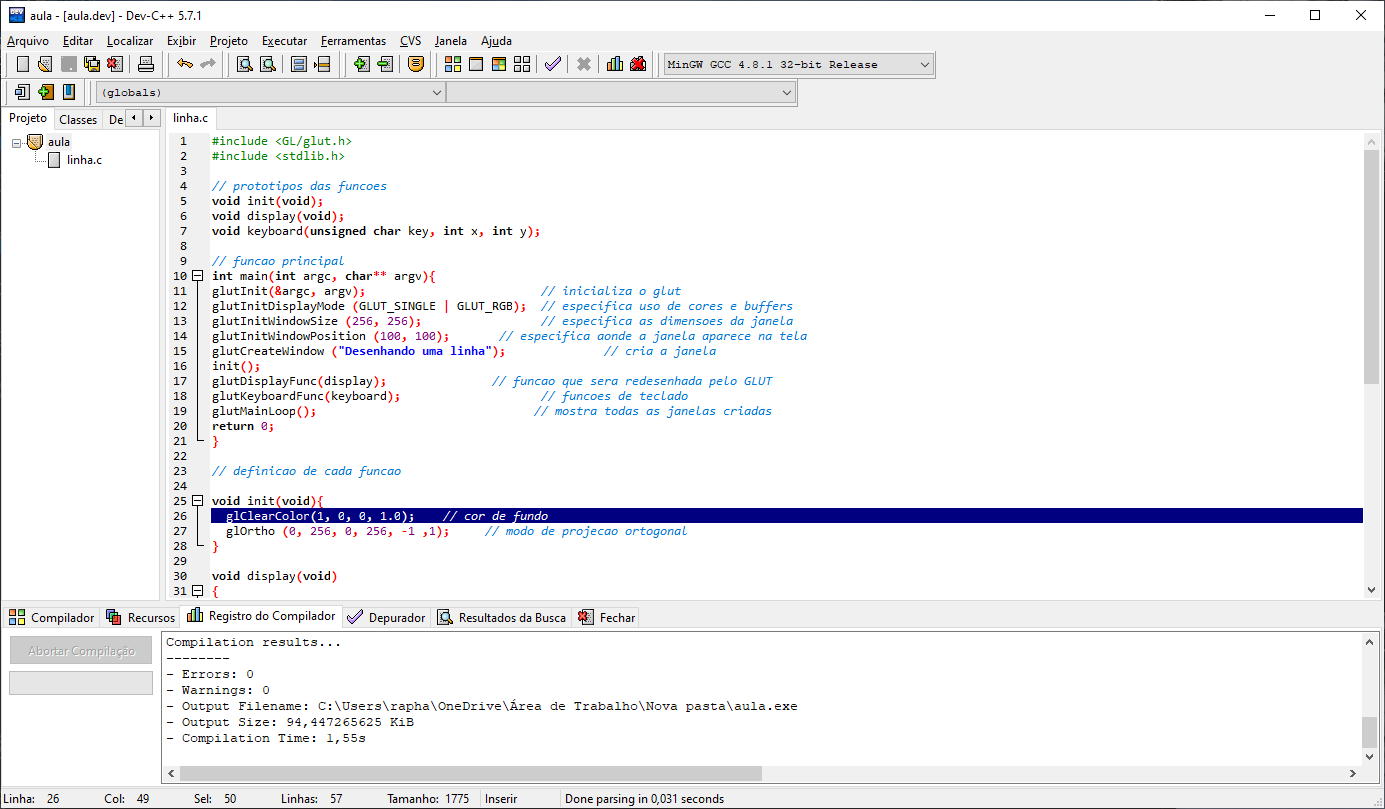 aula - [aula.dev] - Dev-C++ 5.7.1
Arquivo Editar Localizar Exibir Projeto Executar Ferramentas CVS Janela Ajuda
MinGW GCC 4.8.1 32-bit Release
(globals)
Projeto Classes De
linha.c
aula
linha.c
1 #include <GL/glut.h>
2 #include <stdlib.h>
3
4 // prototipos das funcoes
5 void init(void);
6 void display(void);
7 void keyboard(unsigned char key, int x, int y);
8
9 // funcao principal
10 int main(int argc, char** argv){
11 glutInit(&argc, argv); // inicializa o glut
12 glutInitDisplayMode (GLUT_SINGLE | GLUT_RGB); // especifica uso de cores e buffers
13 glutInitWindowSize (256, 256); // especifica as dimensoes da janela
14 glutInitWindowPosition (100, 100); // especifica aonde a janela aparece na tela
15 glutCreateWindow ("Desenhando uma linha"); // cria a janela
16 init();
17 glutDisplayFunc(display); // funcao que sera redesenhada pelo GLUT
18 glutKeyboardFunc(keyboard); // funcoes de teclado
19 glutMainLoop(); // mostra todas as janelas criadas
20 return 0;
21 }
22
23 // definicao de cada funcao
24
25 void init(void){
26 glClearColor(1, 0, 0, 1.0); // cor de fundo
27 glOrtho (0, 256, 0, 256, -1 ,1); // modo de projecao ortogonal
28 }
29
30 void display(void)
31 {
Compilador Recursos Registro do Compilador Depurador Resultados da Busca Fechar
Abortar Compilação
Compilation results...
--------
- Errors: 0
- Warnings: 0
- Output Filename: C:\Users\rapha\OneDrive\Área de Trabalho\Nova pasta\aula.exe
- Output Size: 94,447265625 KiB
- Compilation Time: 1,55s
Linha: 26 Col: 49 Sel: 50 Linhas: 57 Tamanho: 1775 Inserir Done parsing in 0,031 seconds